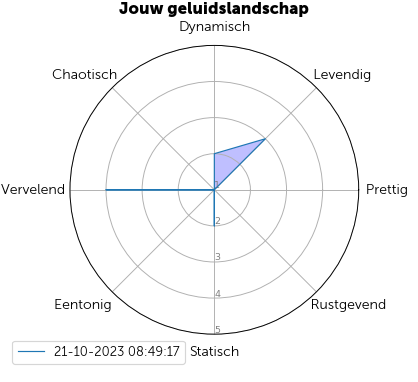 Jouw geluidslandschap
Dynamisch
Chaotisch
Levendig
Vervelend
1
Prettig
2
3
Eentonig
4
Rustgevend
5
21-10-2023 08:49:17
Statisch